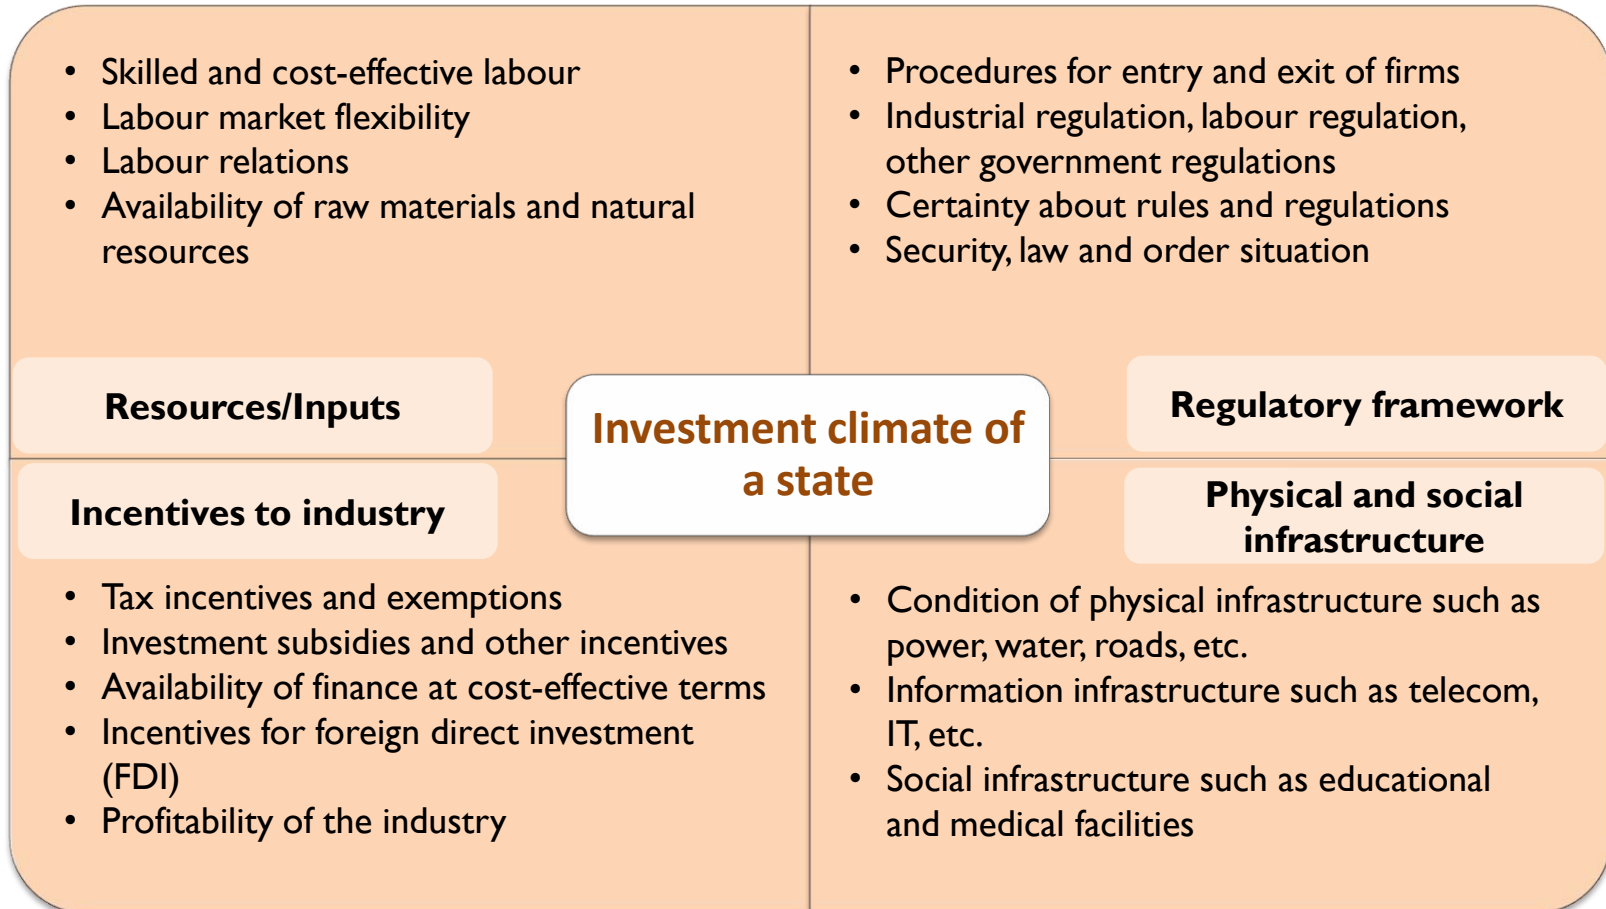 • Skilled and cost-effective labour
• Labour market flexibility
• Labour relations
• Availability of raw materials and natural
resources
Resources/Inputs
• Procedures for entry and exit of firms
• Industrial regulation, labour regulation,
other government regulations
• Certainty about rules and regulations
• Security, law and order situation
Regulatory framework
Investment climate of
a state
Incentives to industry
• Tax incentives and exemptions
• Investment subsidies and other incentives
• Availability of finance at cost-effective terms
• Incentives for foreign direct investment
(FDI)
• Profitability of the industry
Physical and social
infrastructure
• Condition of physical infrastructure such as
power, water, roads, etc.
• Information infrastructure such as telecom,
IT, etc.
• Social infrastructure such as educational
and medical facilities